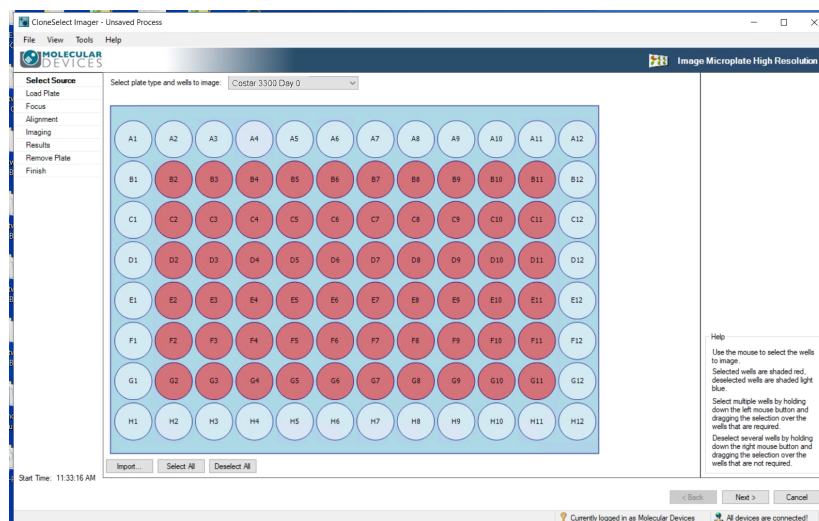 CloneSelect Imager - Unsaved Process
File View Tools Help
MOLECULAR
DEVICES
Image Microplate High Resolution
Select Source
Load Plate
Focus
Alignment
Imaging
Results
Remove Plate
Finish
Select plate type and wells to image: Costar 3300 Day 0
A1 A2 A3 A4 A5 A6 A7 A8 A9 A10 A11 A12
B1 B2 B3 B4 B5 B6 B7 B8 B9 B10 B11 B12
C1 C2 C3 C4 C5 C6 C7 C8 C9 C10 C11 C12
D1 D2 D3 D4 D5 D6 D7 D8 D9 D10 D11 D12
E1 E2 E3 E4 E5 E6 E7 E8 E9 E10 E11 E12
F1 F2 F3 F4 F5 F6 F7 F8 F9 F10 F11 F12
G1 G2 G3 G4 G5 G6 G7 G8 G9 G10 G11 G12
H1 H2 H3 H4 H5 H6 H7 H8 H9 H10 H11 H12
Import... Select All Deselect All
Start Time: 11:33:16 AM
Help
Use the mouse to select the wells
to image.
Selected wells are shaded red,
deselected wells are shaded light
blue.
Select multiple wells by holding
down the left mouse button and
dragging the selection over the
wells that are required.
Deselect several wells by holding
down the right mouse button and
dragging the selection over the
wells that are not required.
< Back Next > Cancel
Currently logged in as Molecular Devices All devices are connected!